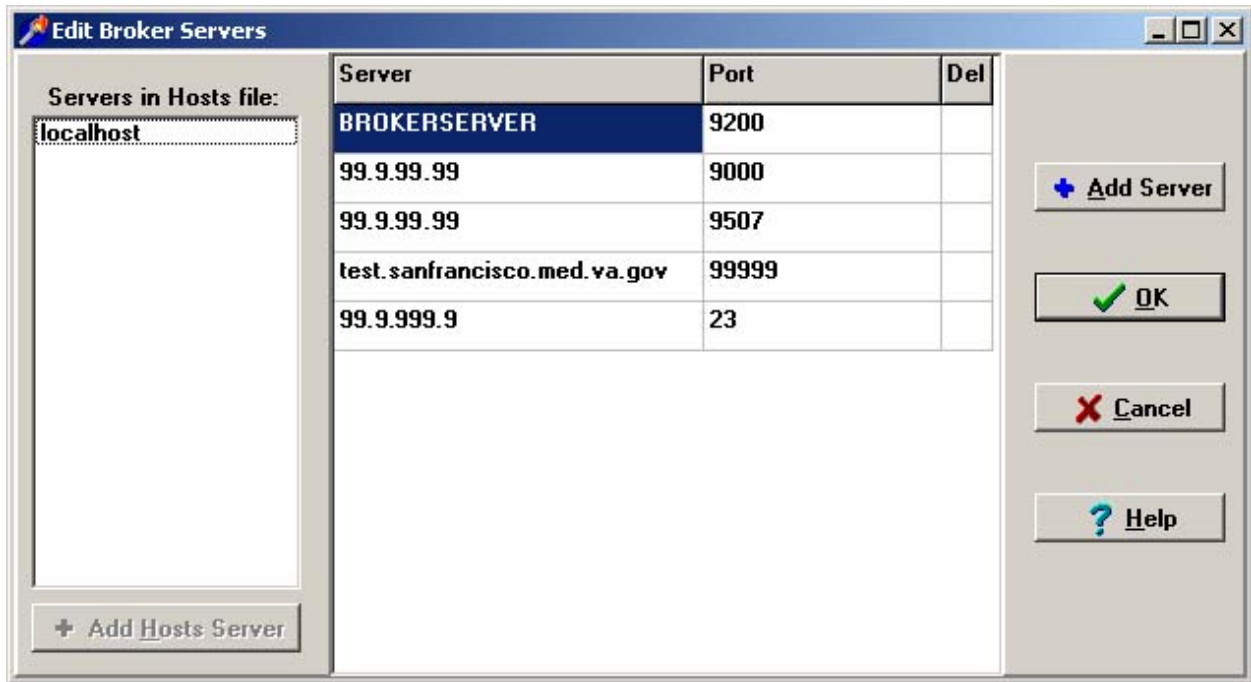 Edit Broker Servers
Servers in Hosts file:
localhost
Add Hosts Server
Server Port Del
BROKERSERVER 9200
99.9.99.99 9000
99.9.99.99 9507
test.sanfrancisco.med.va.gov 99999
99.9.999.9 23
Add Server
OK
Cancel
Help